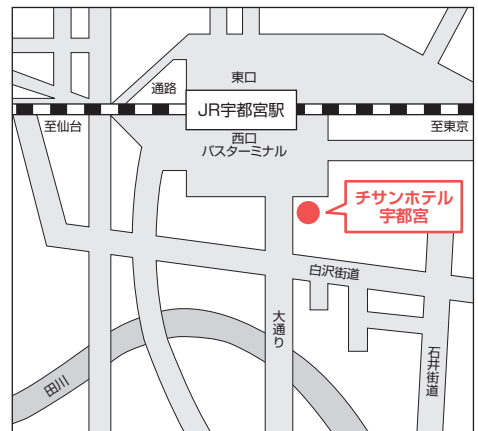 東口
通路
JR宇都宮駅
至仙台
至東京
西口
バスターミナル
チサンホテル
宇都宮
白沢街道
大通り
石井街道
田川